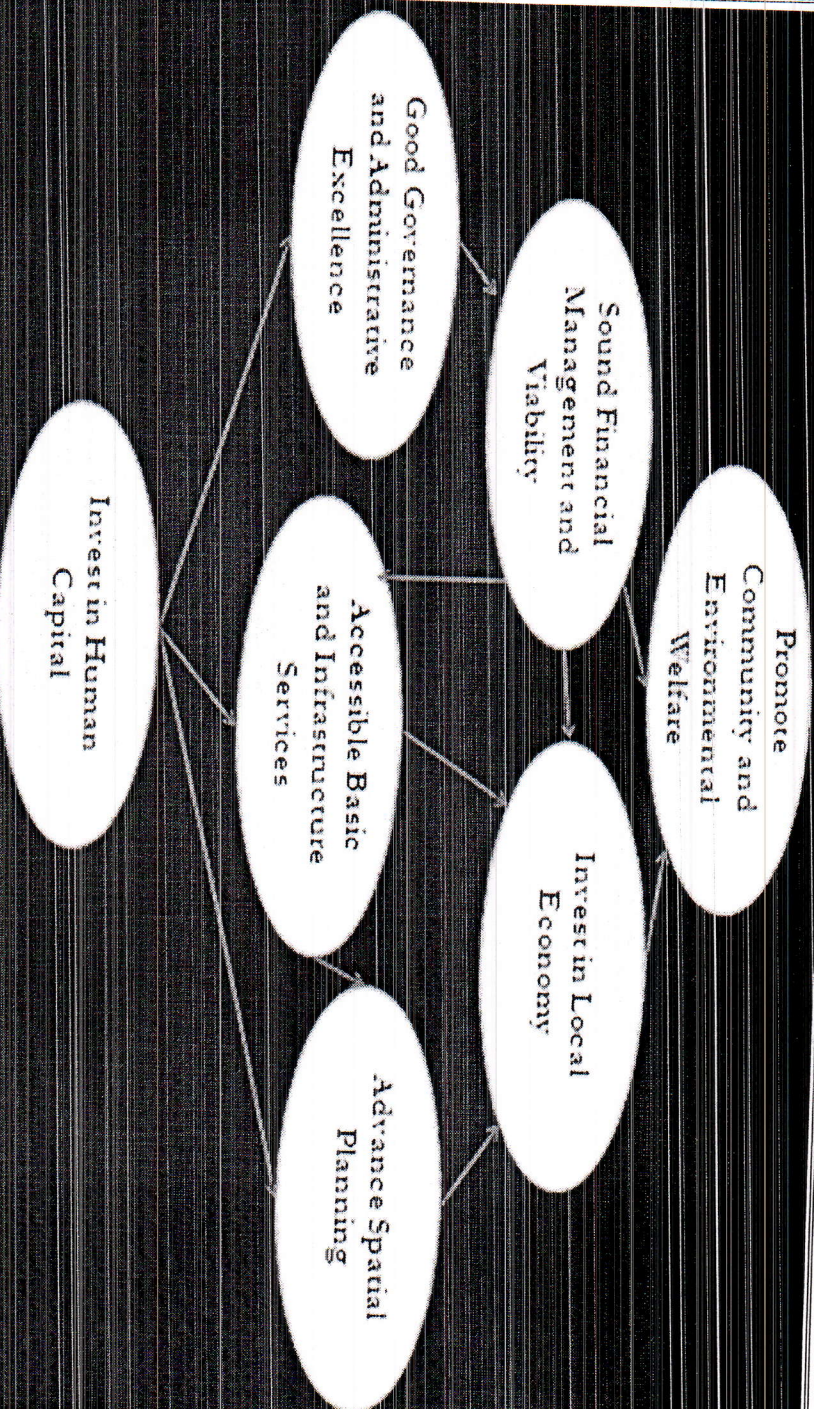 Promote
Community and
Environmental
Welfare
Sound Financial
Management and
Viability
Invest in Local
Economy
Good Governance
and Administrative
Excellence
Accessible Basic
and Infrastructure
Services
Advance Spatial
Planning
Invest in Human
Capital